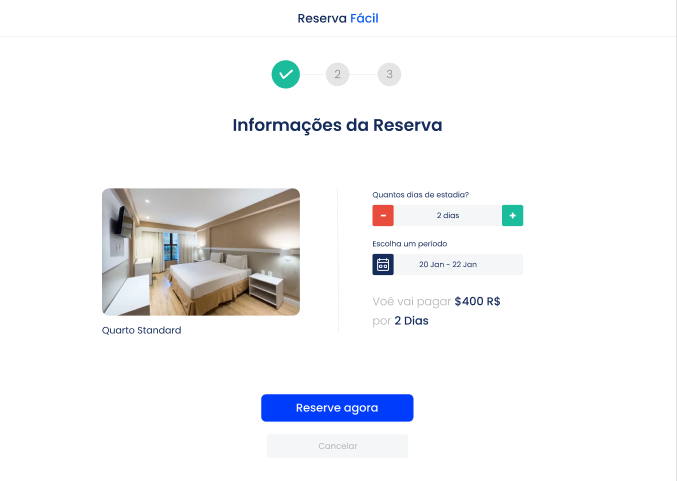 Reserva Fácil
2
3
Informações da Reserva
Quarto Standard
Quantos dias de estadia?
- 2 dias +
Escolha um período
20 Jan - 22 Jan
Voê vai pagar $400 R$
por 2 Dias
Reserve agora
Cancelar